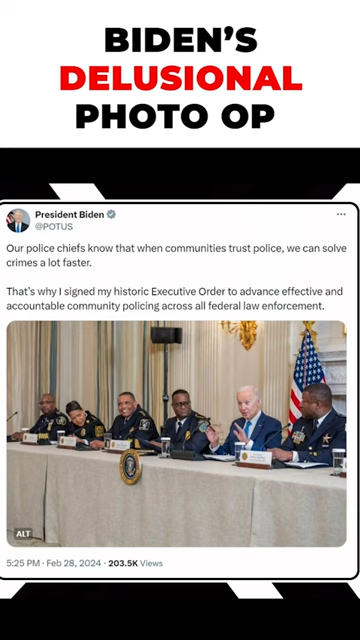 BIDEN'S
DELUSIONAL
PHOTO OP
President Biden
@POTUS
Our police chiefs know that when communities trust police, we can solve
crimes a lot faster.
That's why I signed my historic Executive Order to advance effective and
accountable community policing across all federal law enforcement.
ALT
5:25 PM · Feb 28, 2024 · 203.5K Views